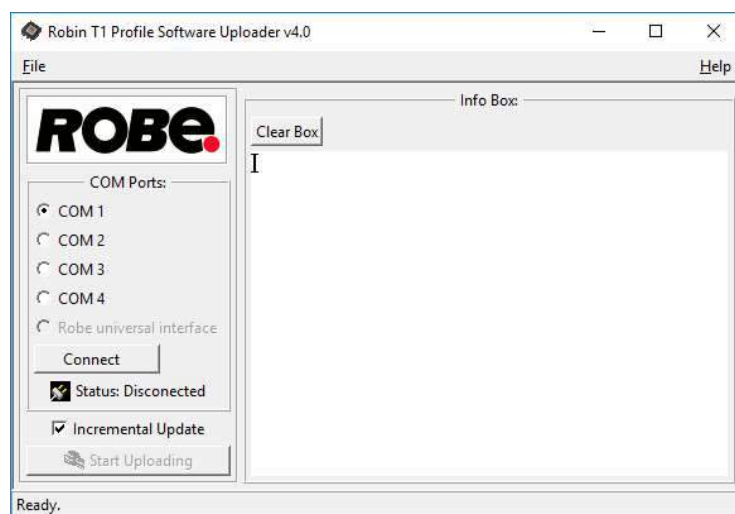 Robin T1 Profile Software Uploader v4.0
File
Help
ROBe.
COM Ports:
COM 1
COM 2
COM 3
COM 4
Robe universal interface
Connect
Status: Disconected
Incremental Update
Start Uploading
Info Box:
Clear Box
Ready.